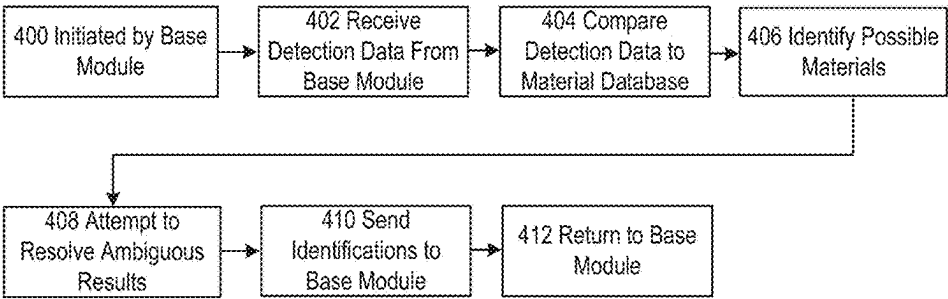 400 Initiated by Base
Module
402 Receive
Detection Data From
Base Module
404 Compare
Detection Data to
Material Database
406 Identify Possible
Materials
408 Attempt to
Resolve Ambiguous
Results
410 Send
Identifications to
Base Module
412 Return to Base
Module